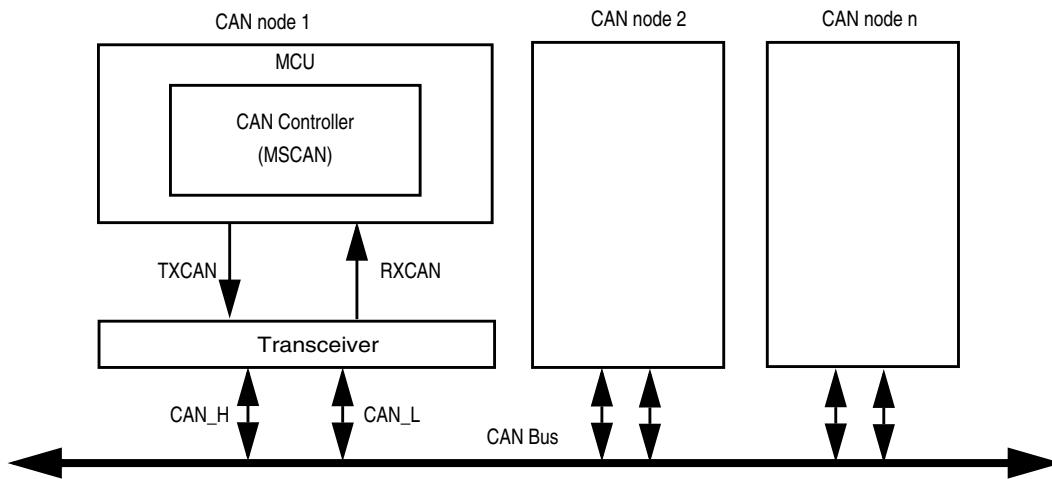 CAN node 1
CAN node 2
CAN node n
MCU
CAN Controller
(MSCAN)
TXCAN
RXCAN
Transceiver
CAN_H
CAN_L
CAN Bus